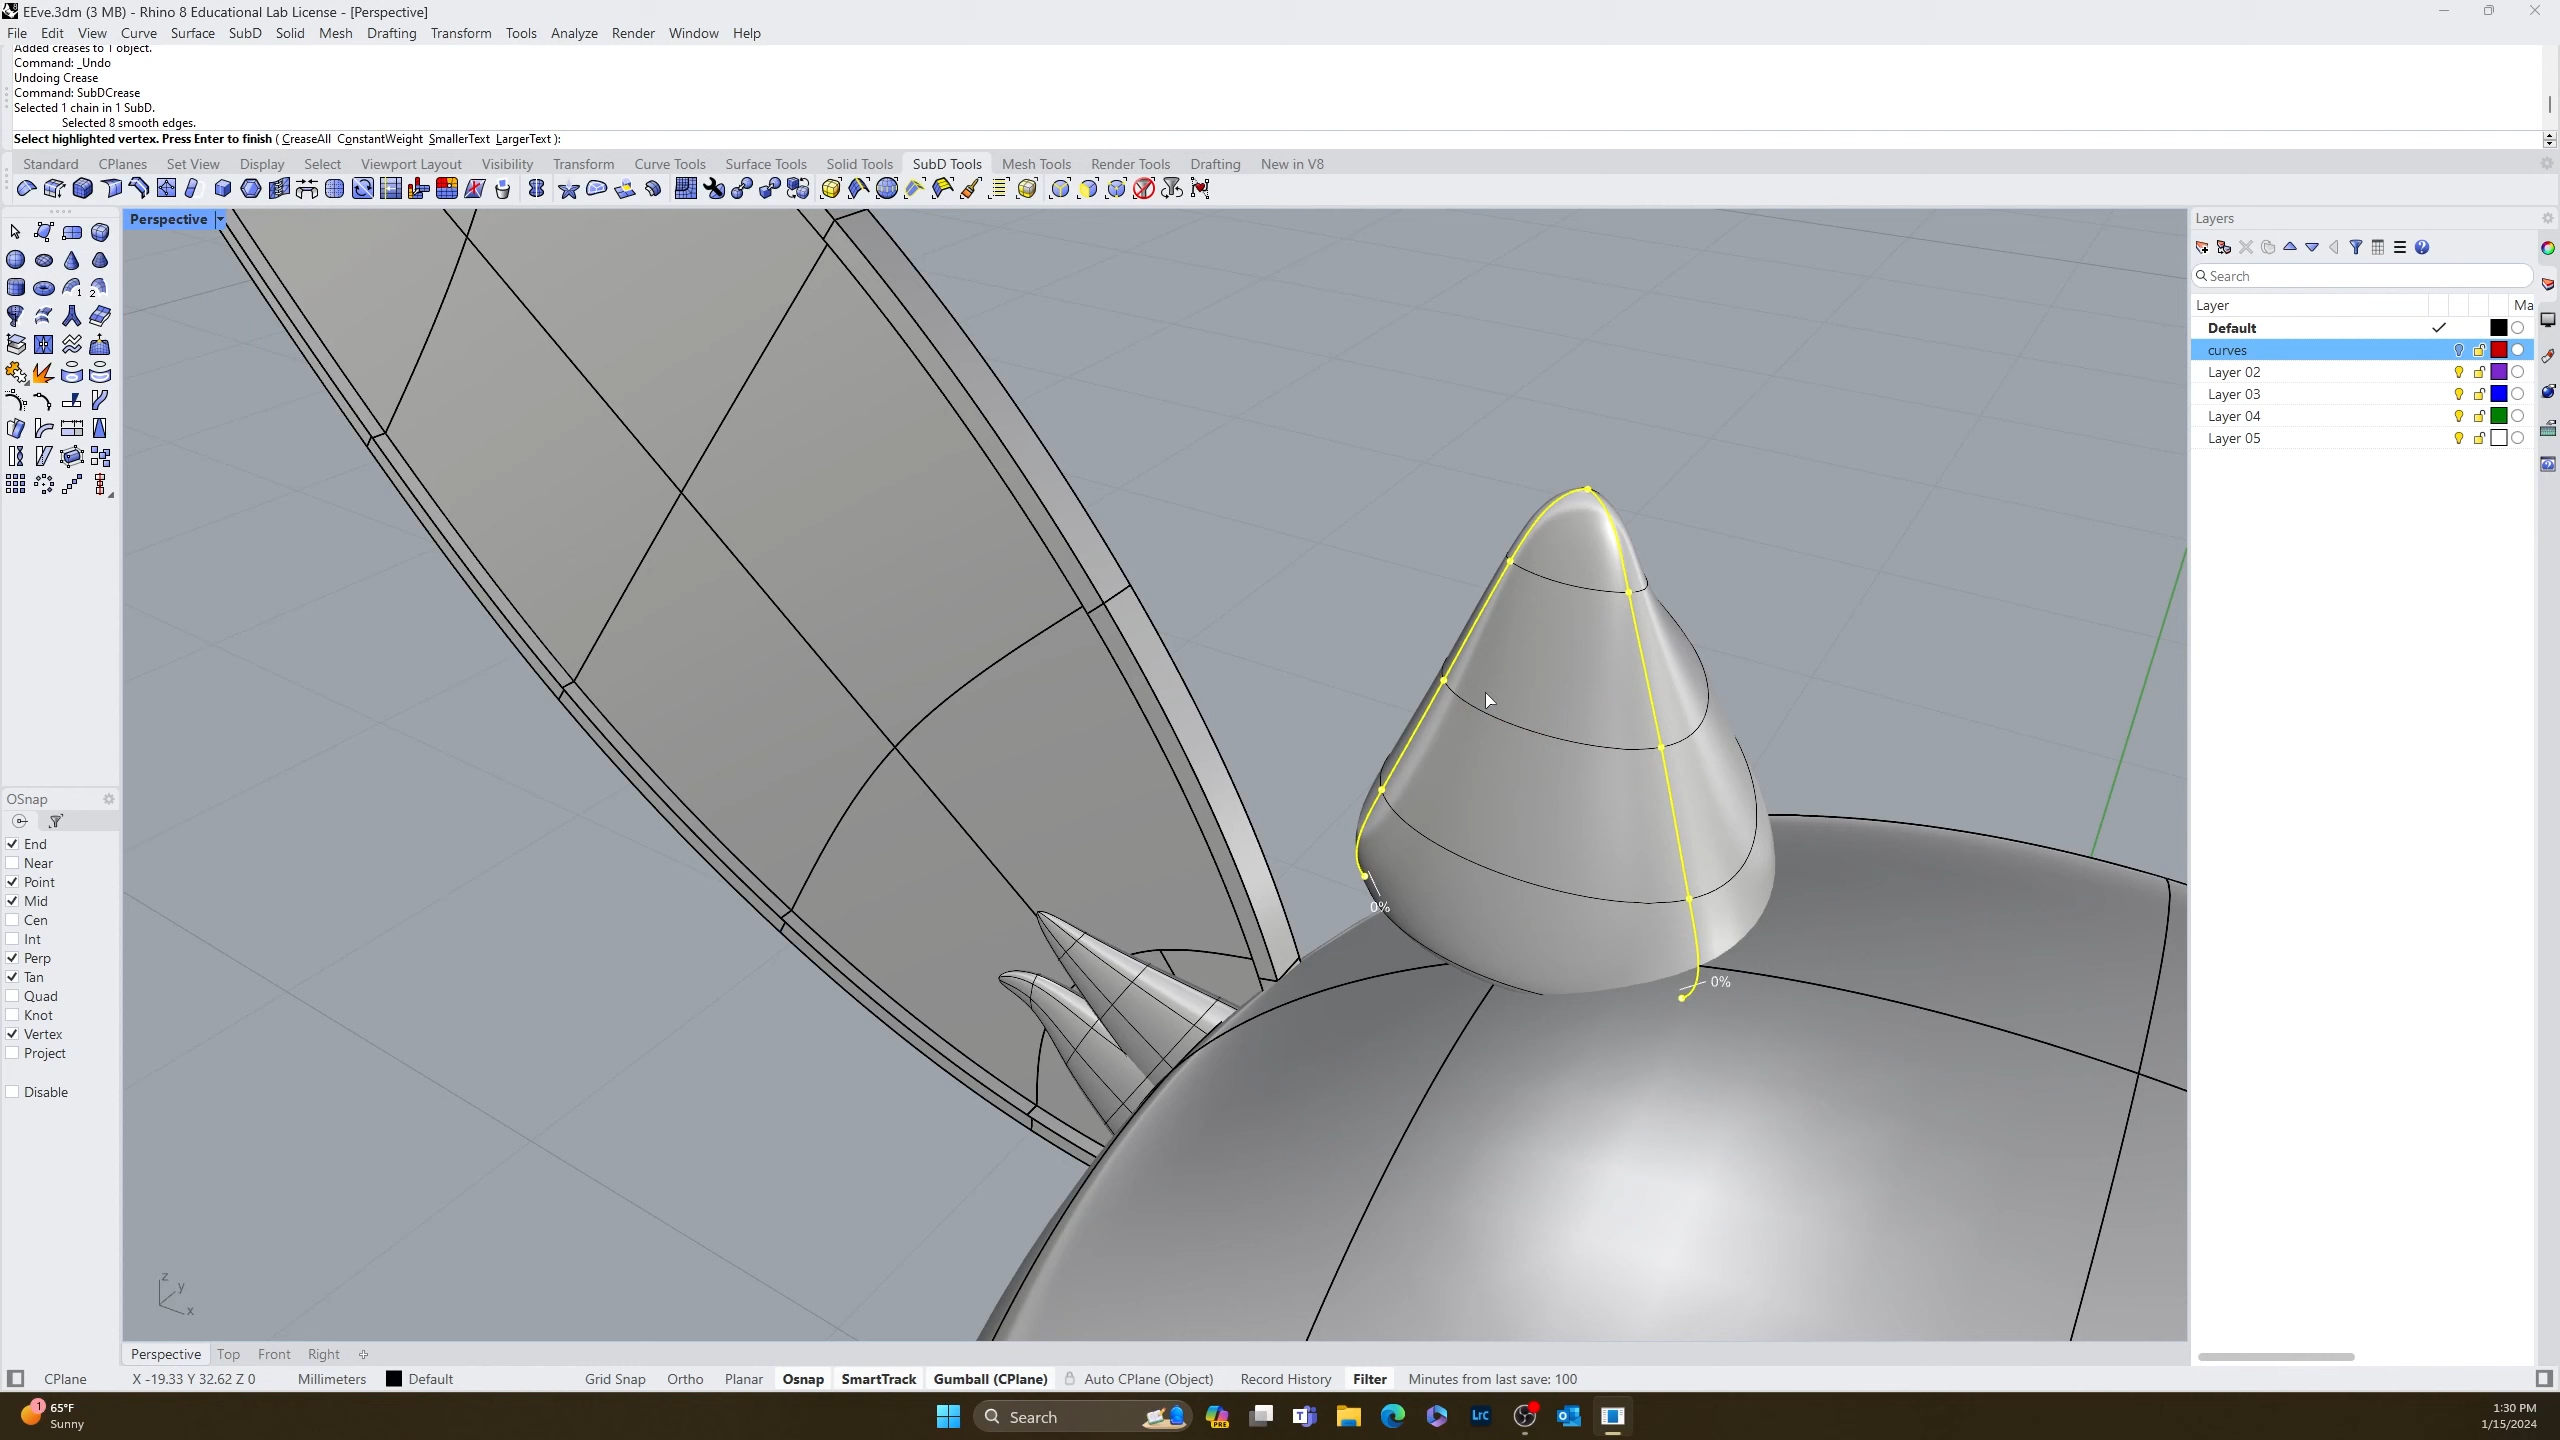 EEve.3dm (3 MB) - Rhino 8 Educational Lab License - [Perspective]
File Edit View Curve Surface SubD Solid Mesh Drafting Transform Tools Analyze Render Window Help
Added creases to 1 object.
Command: _Undo
Undoing Crease
Command: SubDCrease
Selected 1 chain in 1 SubD.
Selected 8 smooth edges.
Select highlighted vertex. Press Enter to finish ( CreaseAll ConstantWeight SmallerText LargerText ):
Standard CPlanes Set View Display Select Viewport Layout Visibility Transform Curve Tools Surface Tools Solid Tools SubD Tools Mesh Tools Render Tools Drafting New in V8
Perspective
Layers
Search
Layer Ma
Default
curves
Layer 02
Layer 03
Layer 04
Layer 05
OSnap
End
Near
Point
Mid
Cen
Int
Perp
Tan
Quad
Knot
Vertex
Project
Disable
0%
0%
z
y
x
Perspective Top Front Right
CPlane X -19.33 Y 32.62 Z 0 Millimeters Default Grid Snap Ortho Planar Osnap SmartTrack Gumball (CPlane) Auto CPlane (Object) Record History Filter Minutes from last save: 100
1
65°F
Sunny
Search
PRE
Lrc
1:30 PM
1/15/2024